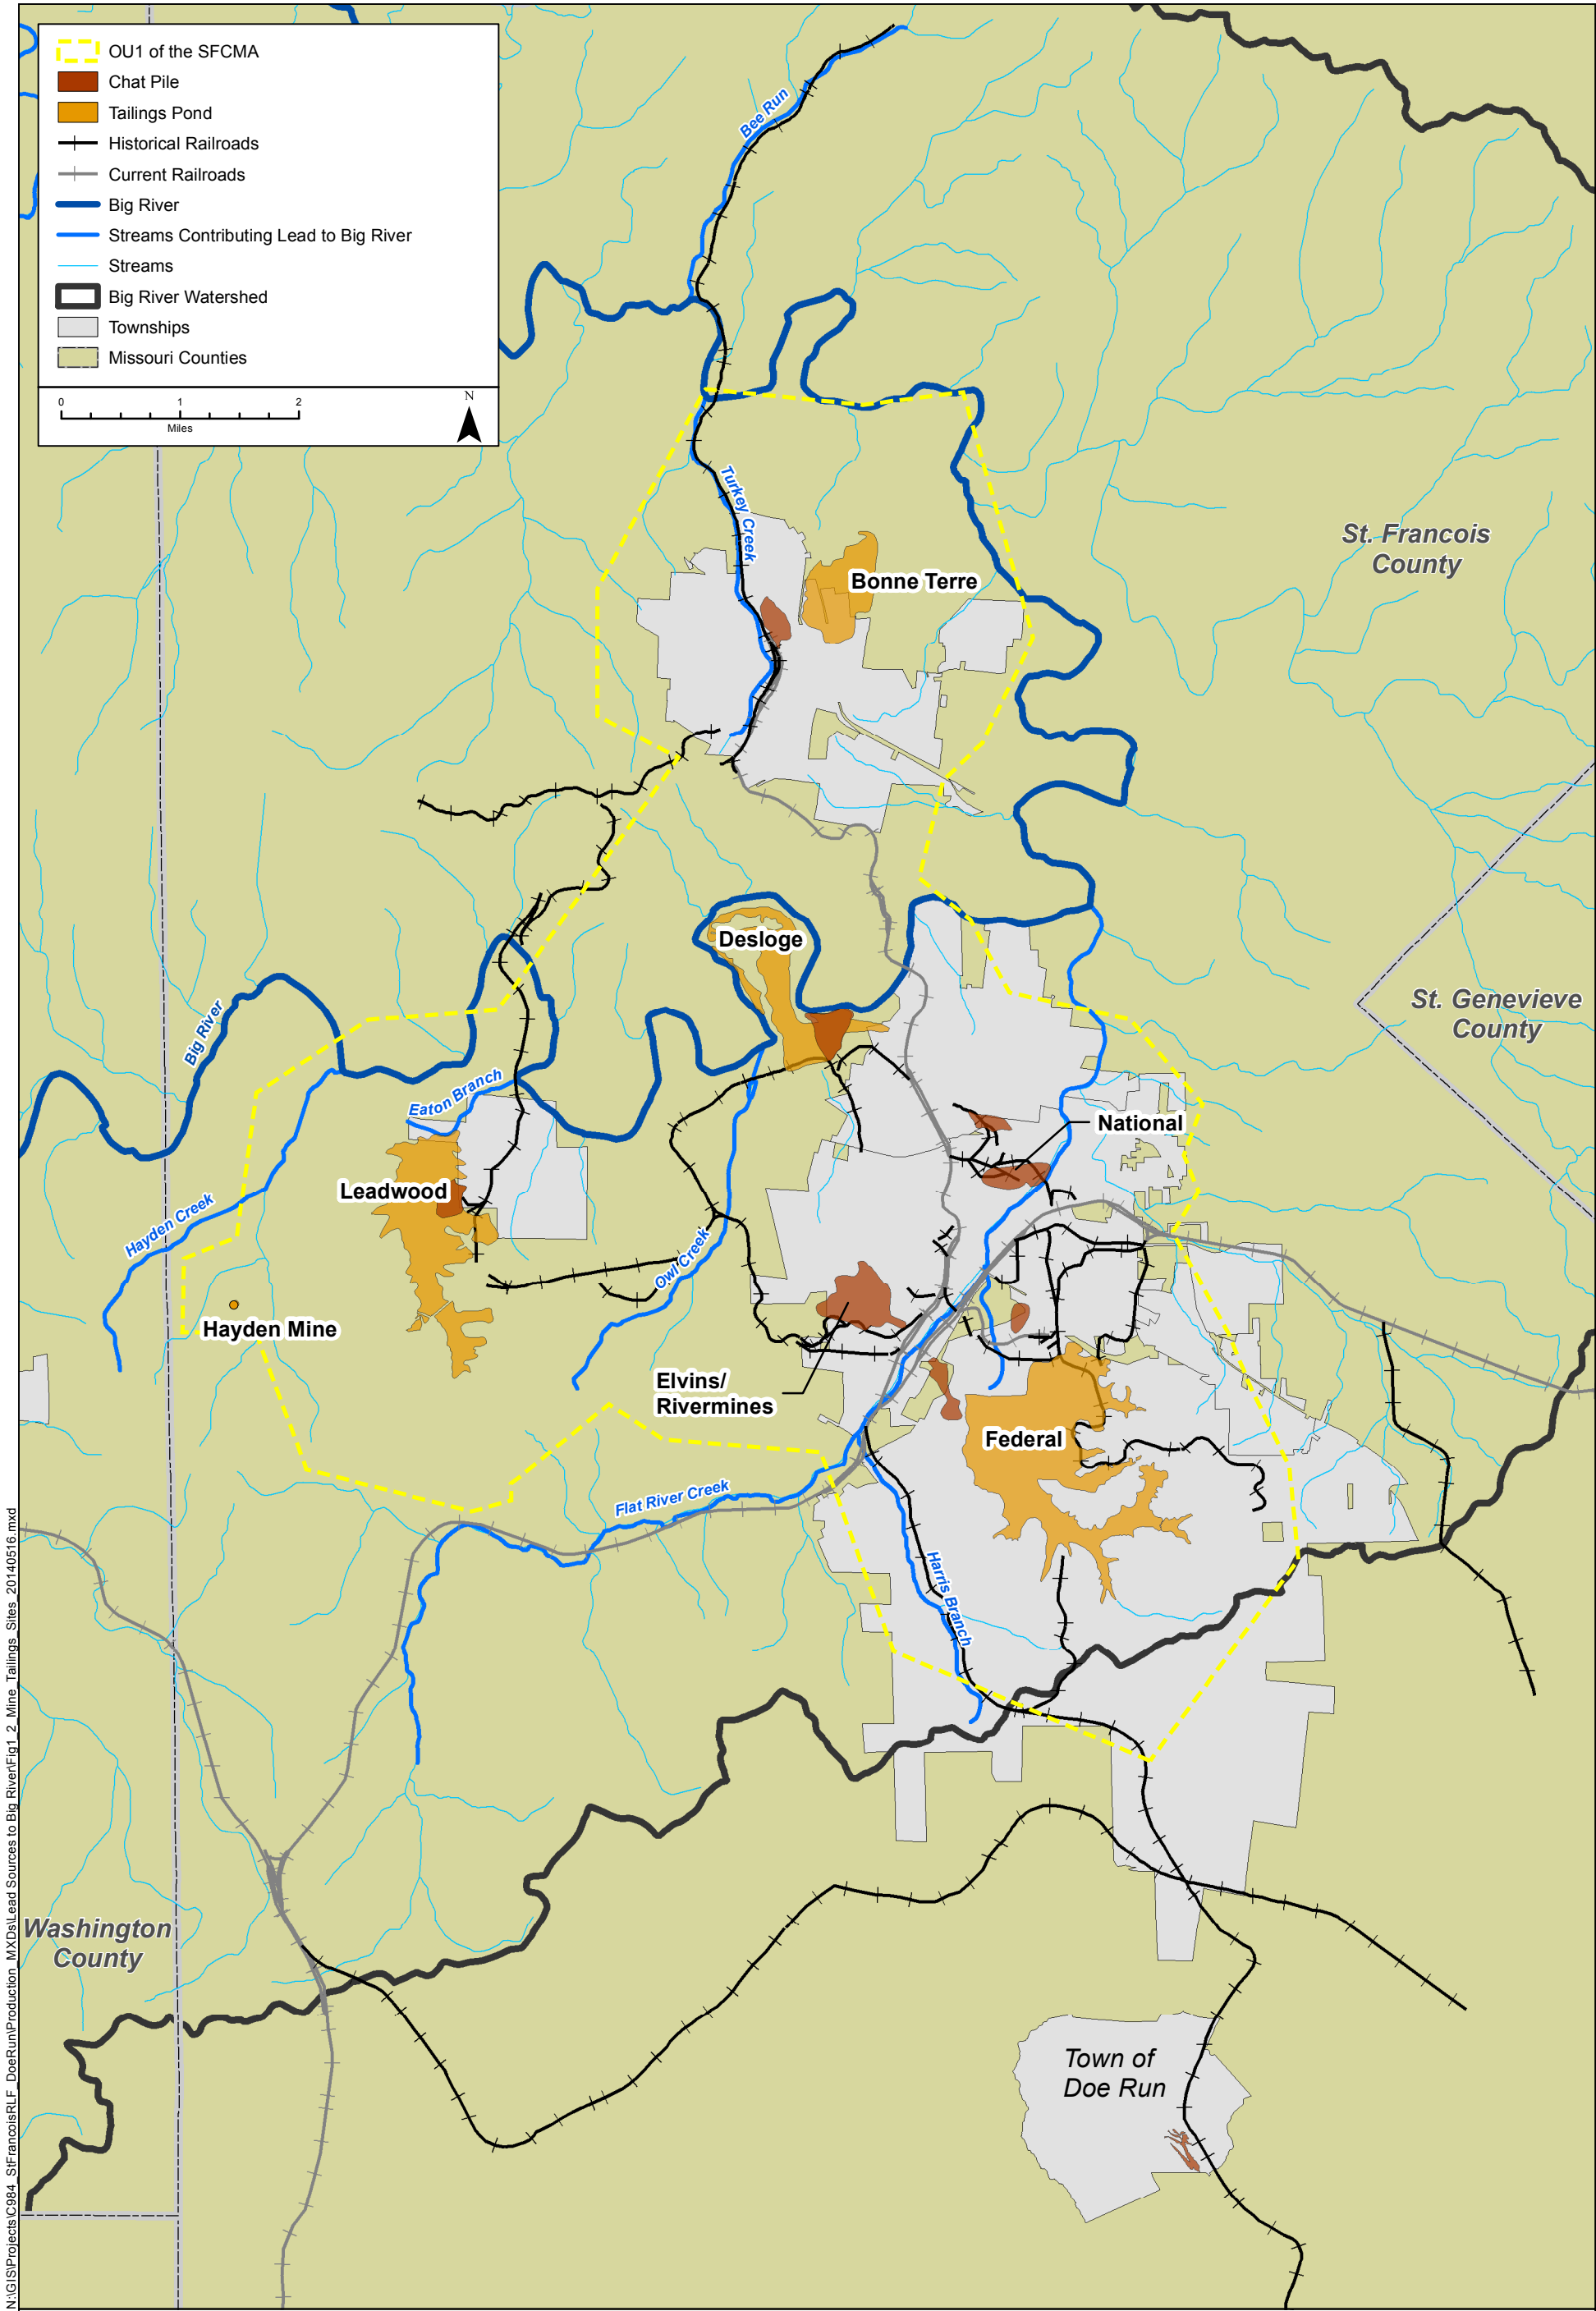 OU1 of the SFCMA
Chat Pile
Tailings Pond
Historical Railroads
Current Railroads
Big River
Streams Contributing Lead to Big River
Streams
Big River Watershed
Townships
Missouri Counties
0 1 2
Miles
N
Bee Run
Turkey Creek
St. Francois
County
Bonne Terre
Desloge
St. Genevieve
County
Big River
Eaton Branch
National
Leadwood
Hayden Creek
Owl Creek
Hayden Mine
Elvins/
Rivermines
Federal
Flat River Creek
Harris Branch
Washington
County
Town of
Doe Run
N:\GIS\Projects\C984_StFrancoisRLF_DoeRun\Production_MXDs\Lead Sources to Big River\Fig1_2_Mine_Tailings_Sites_20140516.mxd